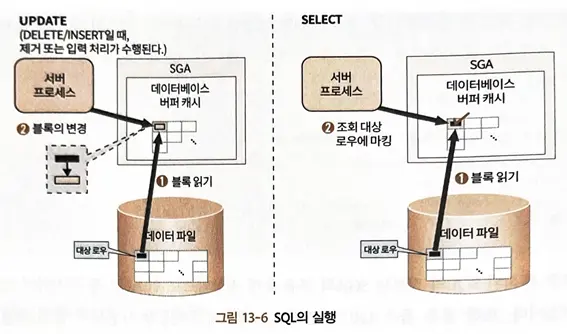 UPDATE
(DELETE/INSERT일 때,
제거 또는 입력 처리가 수행된다.)
서버
프로세스
SGA
데이터베이스
버퍼 캐시
❷ 블록의 변경
❶ 블록 읽기
데이터 파일
대상 로우
SELECT
서버
프로세스
SGA
데이터베이스
버퍼 캐시
❷ 조회 대상
로우에 마킹
❶ 블록 읽기
데이터 파일
대상 로우
그림 13-6 SQL의 실행